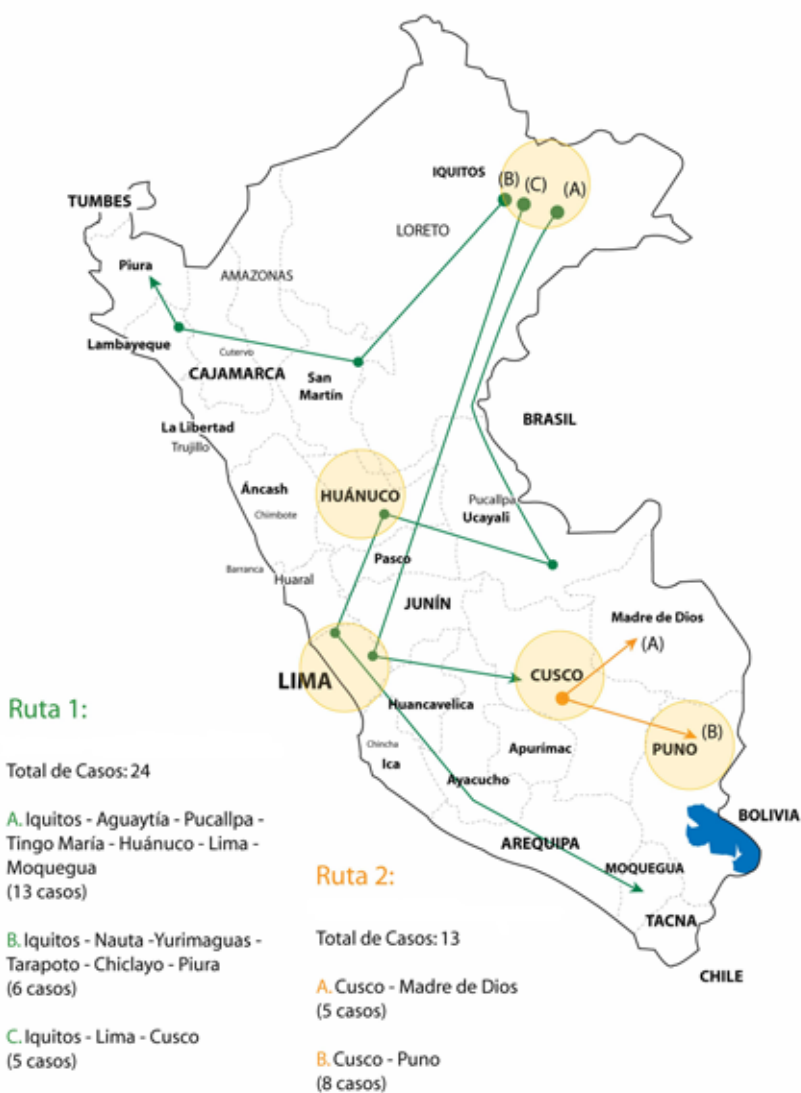 IQUITOS
(B)
(C)
(A)
TUMBES
LORETO
Piura
AMAZONAS
Lambayeque
Cutervo
CAJAMARCA
San
Martín
BRASIL
La Libertad
Trujillo
HUÁNUCO
Áncash
Pucallpa
Ucayali
Chimbote
Pasco
Barranca
Huaral
JUNÍN
Madre de Dios
(A)
LIMA
CUSCO
Huancavelica
(B)
PUNO
Chincha
Ica
Apurímac
Ayacucho
BOLIVIA
AREQUIPA
MOQUEGUA
TACNA
CHILE
Ruta 1:
Total de Casos: 24
A. Iquitos - Aguaytía - Pucallpa -
Tingo María - Huánuco - Lima -
Moquegua
(13 casos)
B. Iquitos - Nauta -Yurimaguas -
Tarapoto - Chiclayo - Piura
(6 casos)
C. Iquitos - Lima - Cusco
(5 casos)
Ruta 2:
Total de Casos: 13
A. Cusco - Madre de Dios
(5 casos)
B. Cusco - Puno
(8 casos)